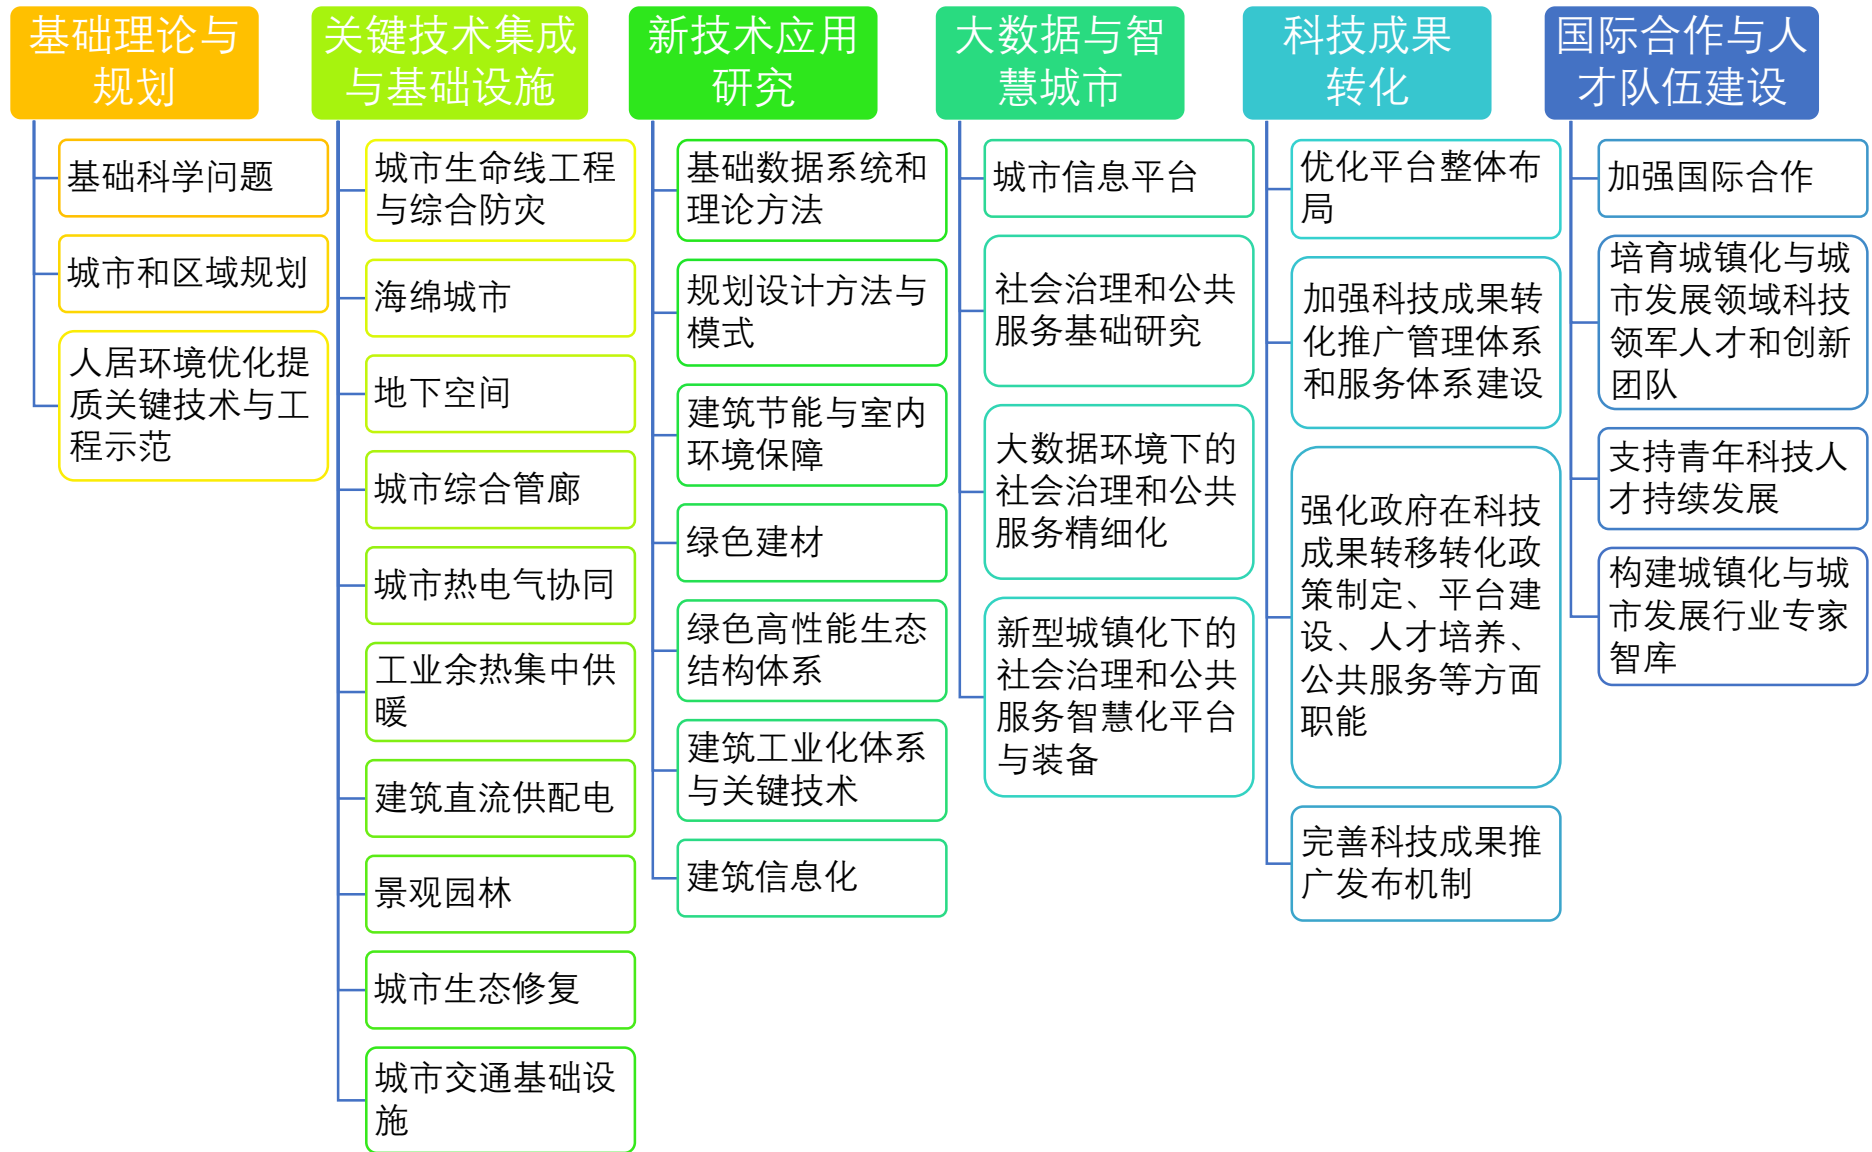 基础理论与
规划
基础科学问题
城市和区域规划
人居环境优化提
质关键技术与工
程示范
关键技术集成
与基础设施
城市生命线工程
与综合防灾
海绵城市
地下空间
城市综合管廊
城市热电气协同
工业余热集中供
暖
建筑直流供配电
景观园林
城市生态修复
城市交通基础设
施
新技术应用
研究
基础数据系统和
理论方法
规划设计方法与
模式
建筑节能与室内
环境保障
绿色建材
绿色高性能生态
结构体系
建筑工业化体系
与关键技术
建筑信息化
大数据与智
慧城市
城市信息平台
社会治理和公共
服务基础研究
大数据环境下的
社会治理和公共
服务精细化
新型城镇化下的
社会治理和公共
服务智慧化平台
与装备
科技成果
转化
优化平台整体布
局
加强科技成果转
化推广管理体系
和服务体系建设
强化政府在科技
成果转移转化政
策制定、平台建
设、人才培养、
公共服务等方面
职能
完善科技成果推
广发布机制
国际合作与人
才队伍建设
加强国际合作
培育城镇化与城
市发展领域科技
领军人才和创新
团队
支持青年科技人
才持续发展
构建城镇化与城
市发展行业专家
智库